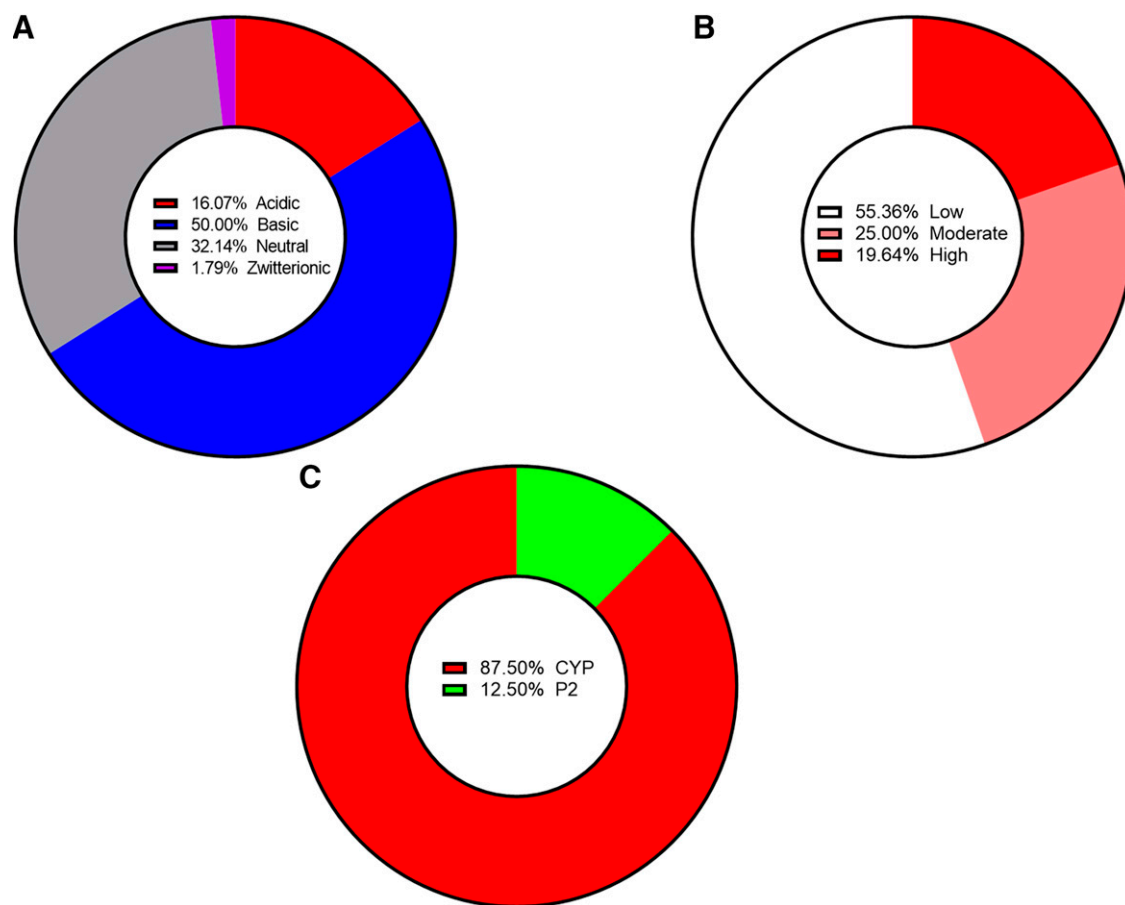 A
16.07% Acidic
50.00% Basic
32.14% Neutral
1.79% Zwitterionic
B
55.36% Low
25.00% Moderate
19.64% High
C
87.50% CYP
12.50% P2